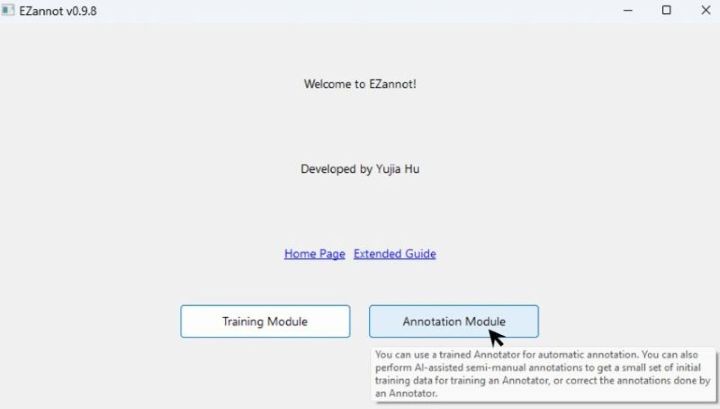 EZannot v0.9.8
Welcome to EZannot!
Developed by Yujia Hu
Home Page Extended Guide
Training Module Annotation Module
You can use a trained Annotator for automatic annotation. You can also
perform AI-assisted semi-manual annotations to get a small set of initial
training data for training an Annotator, or correct the annotations done by
an Annotator.